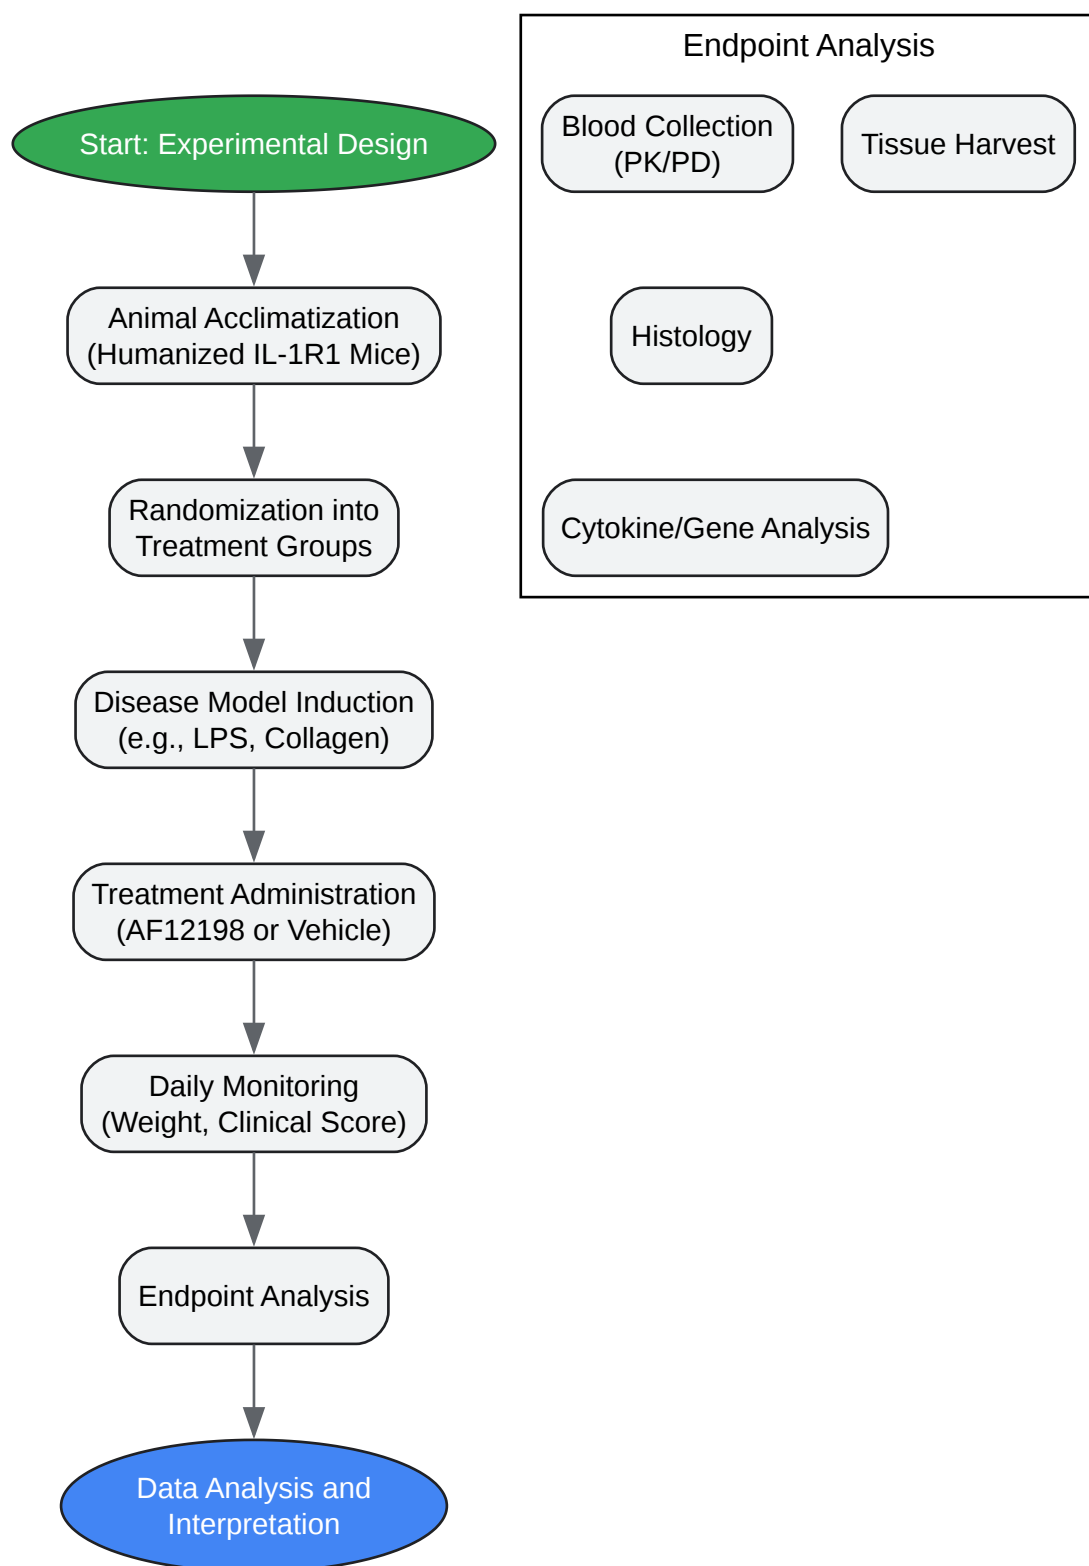 Start: Experimental Design
Animal Acclimatization
(Humanized IL-1R1 Mice)
Randomization into
Treatment Groups
Disease Model Induction
(e.g., LPS, Collagen)
Treatment Administration
(AF12198 or Vehicle)
Daily Monitoring
(Weight, Clinical Score)
Endpoint Analysis
Data Analysis and
Interpretation
Endpoint Analysis
Blood Collection
(PK/PD)
Tissue Harvest
Histology
Cytokine/Gene Analysis